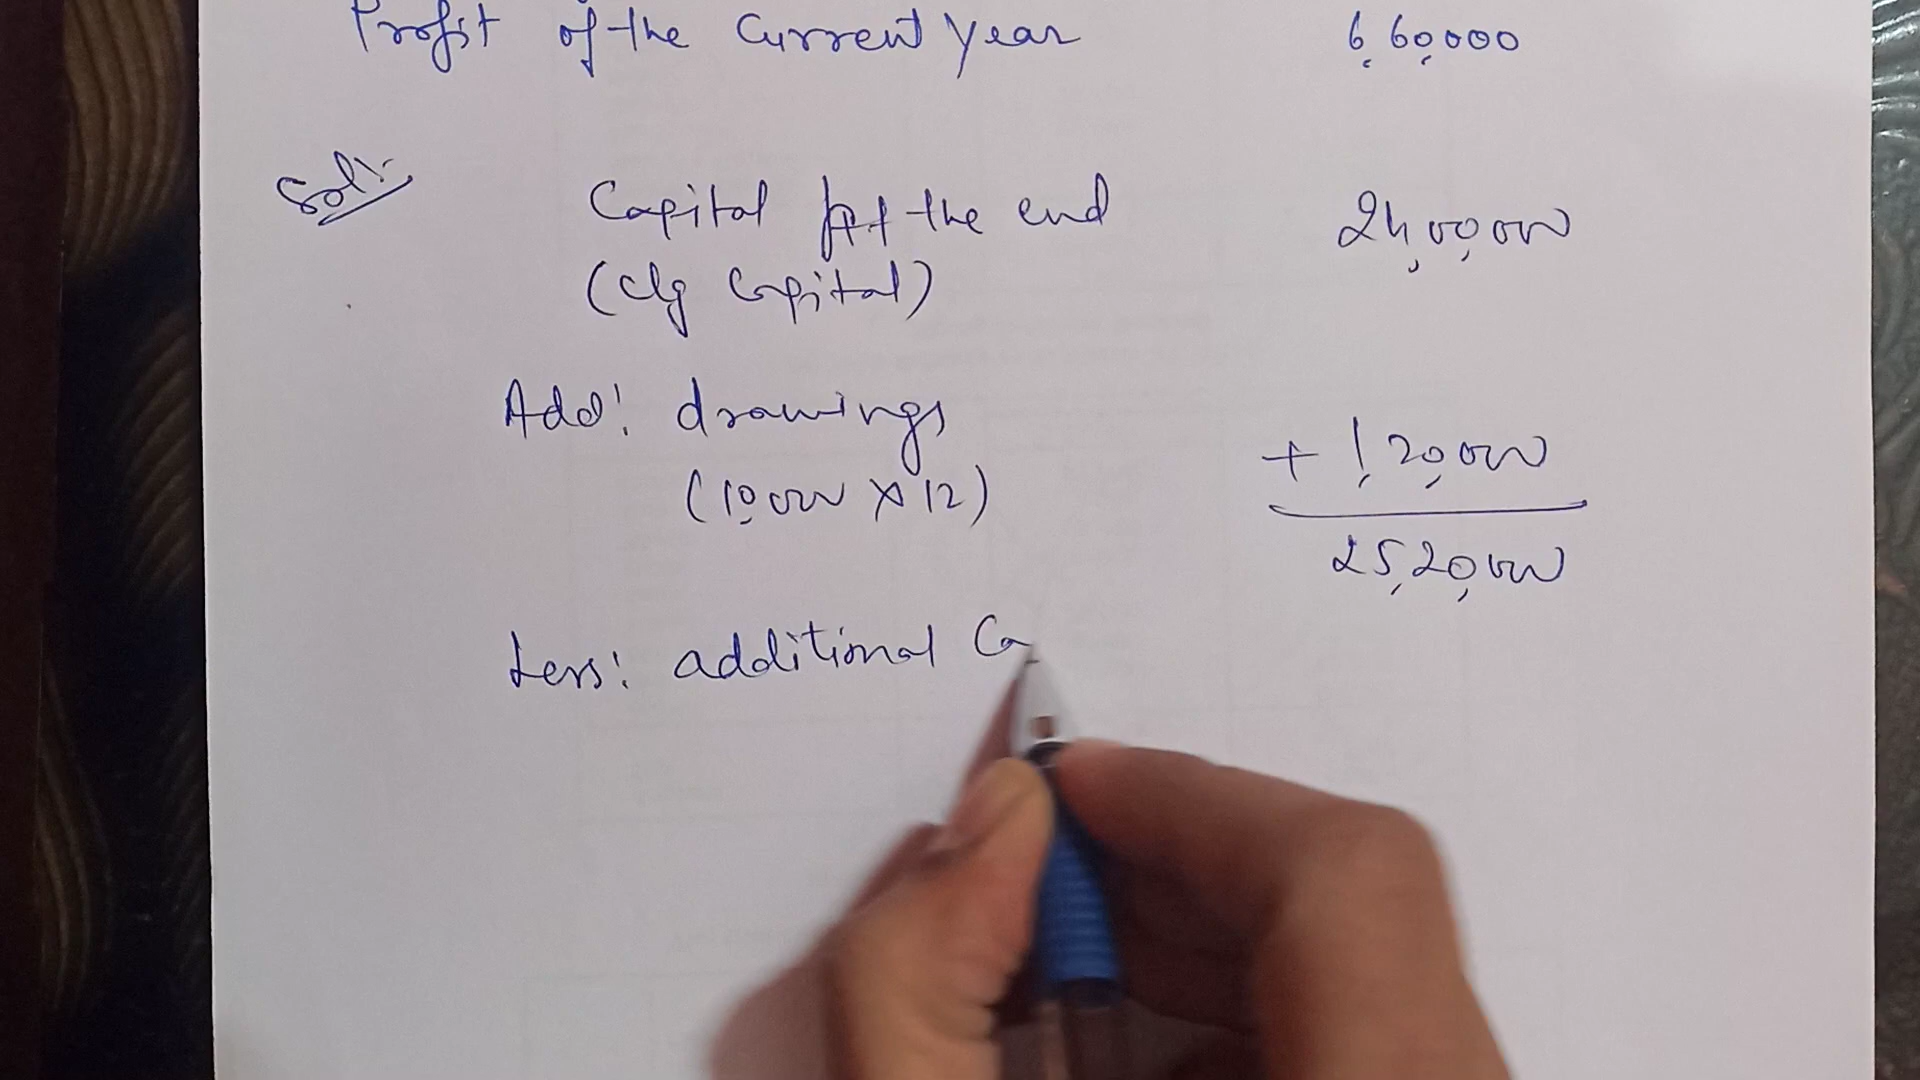 Profit of the Current Year 6,60,000
Soln
Capital At the end 24,00,000
(Clg Capital)
Add: drawings + 1,20,000
(10,000 × 12)
25,20,000
Less: additional Ca